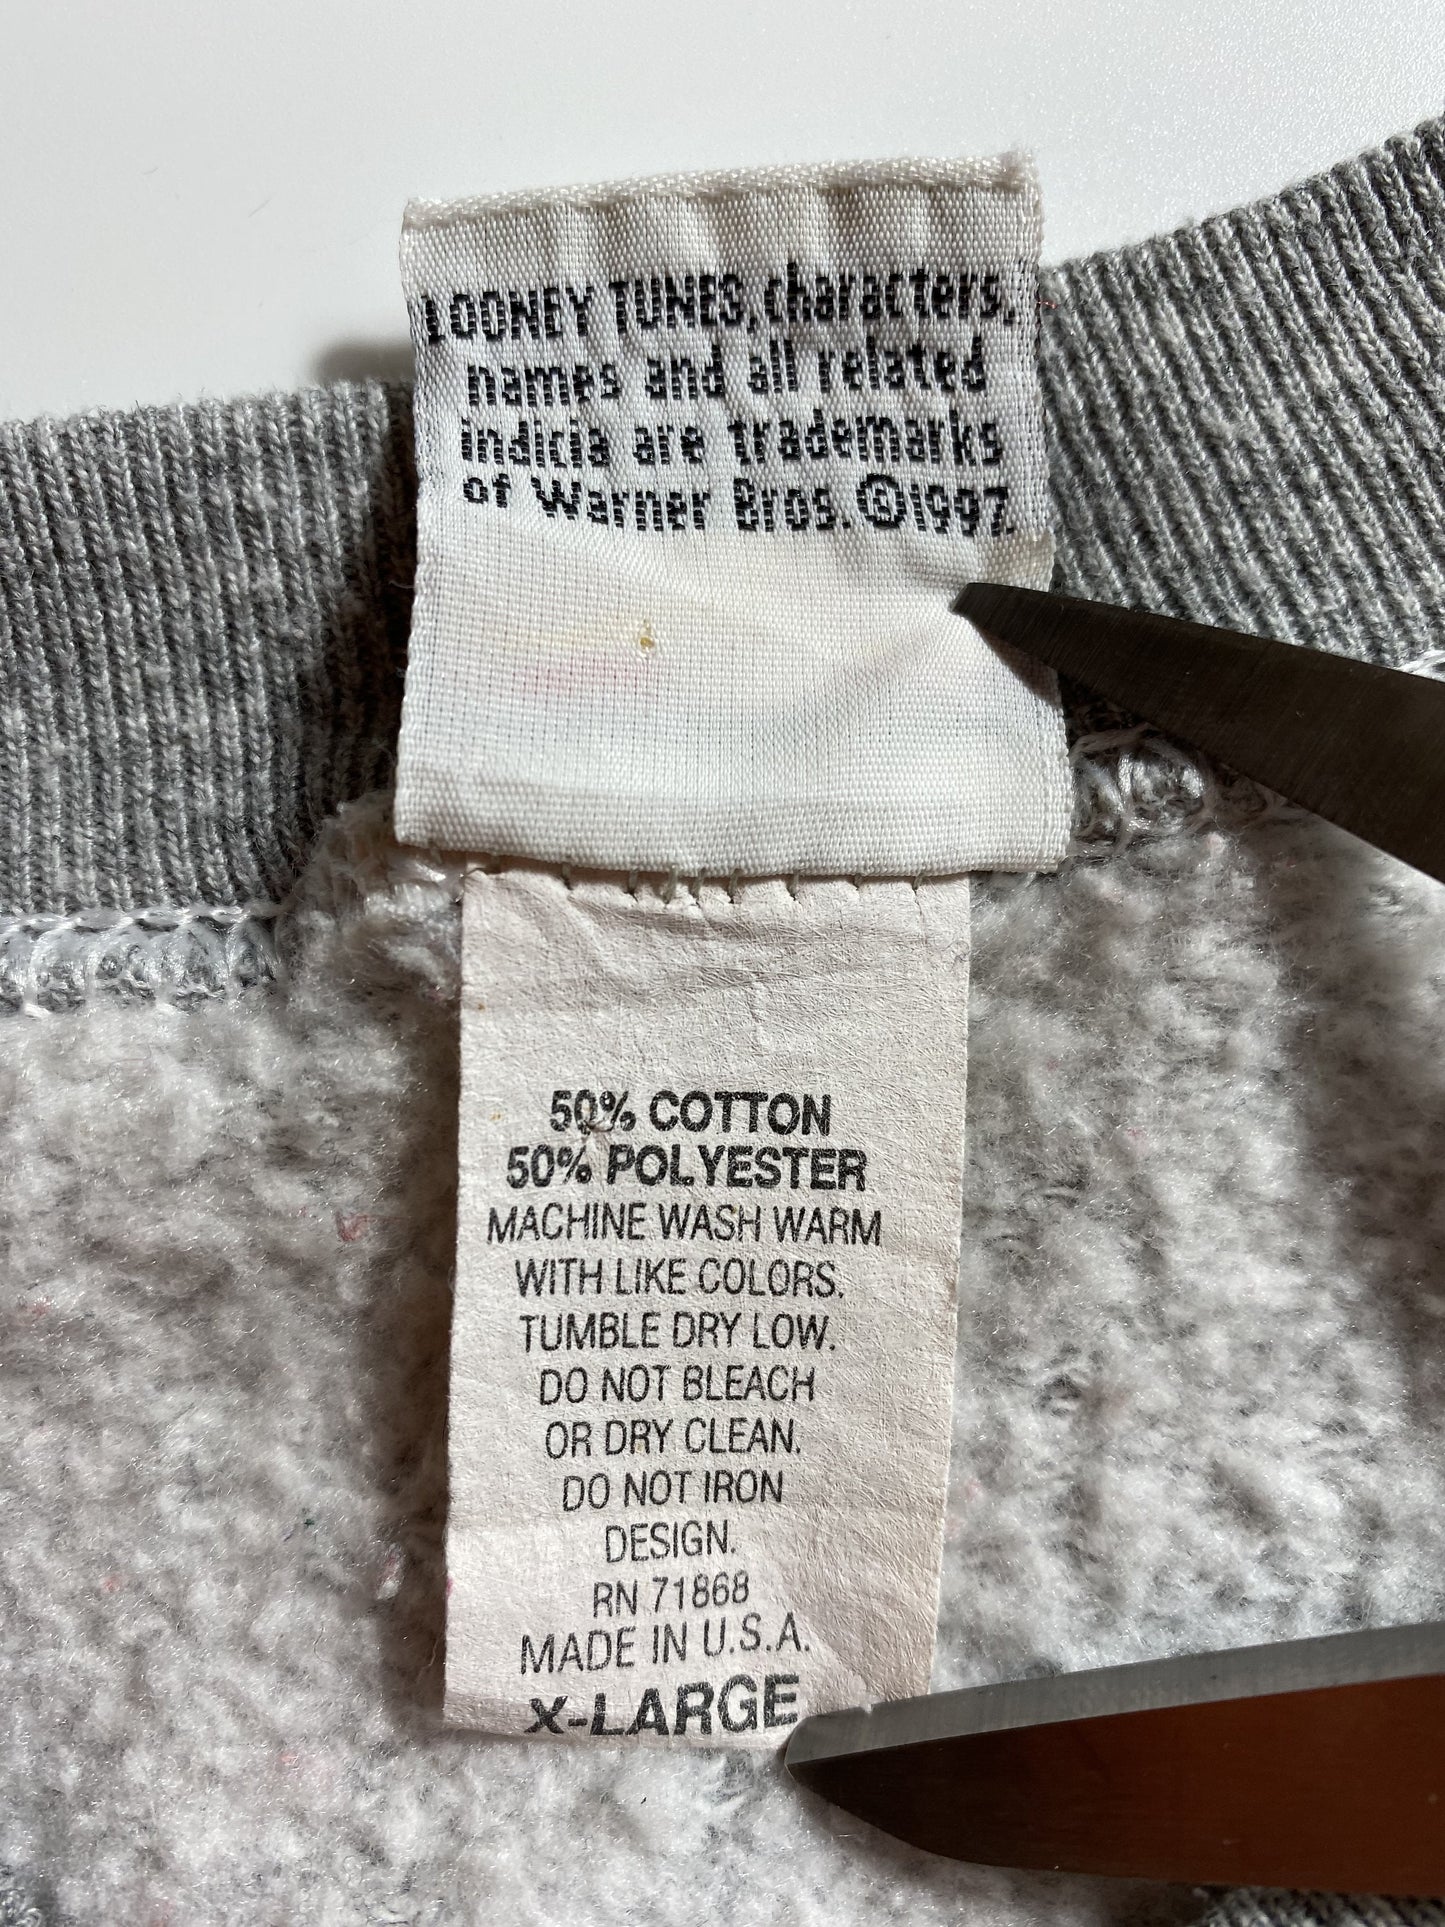 LOONEY TUNES, characters,
names and all related
indicia are trademarks
of Warner Bros. ©1997.
50% COTTON
50% POLYESTER
MACHINE WASH WARM
WITH LIKE COLORS.
TUMBLE DRY LOW.
DO NOT BLEACH
OR DRY CLEAN.
DO NOT IRON
DESIGN.
RN 71868
MADE IN U.S.A.
X-LARGE